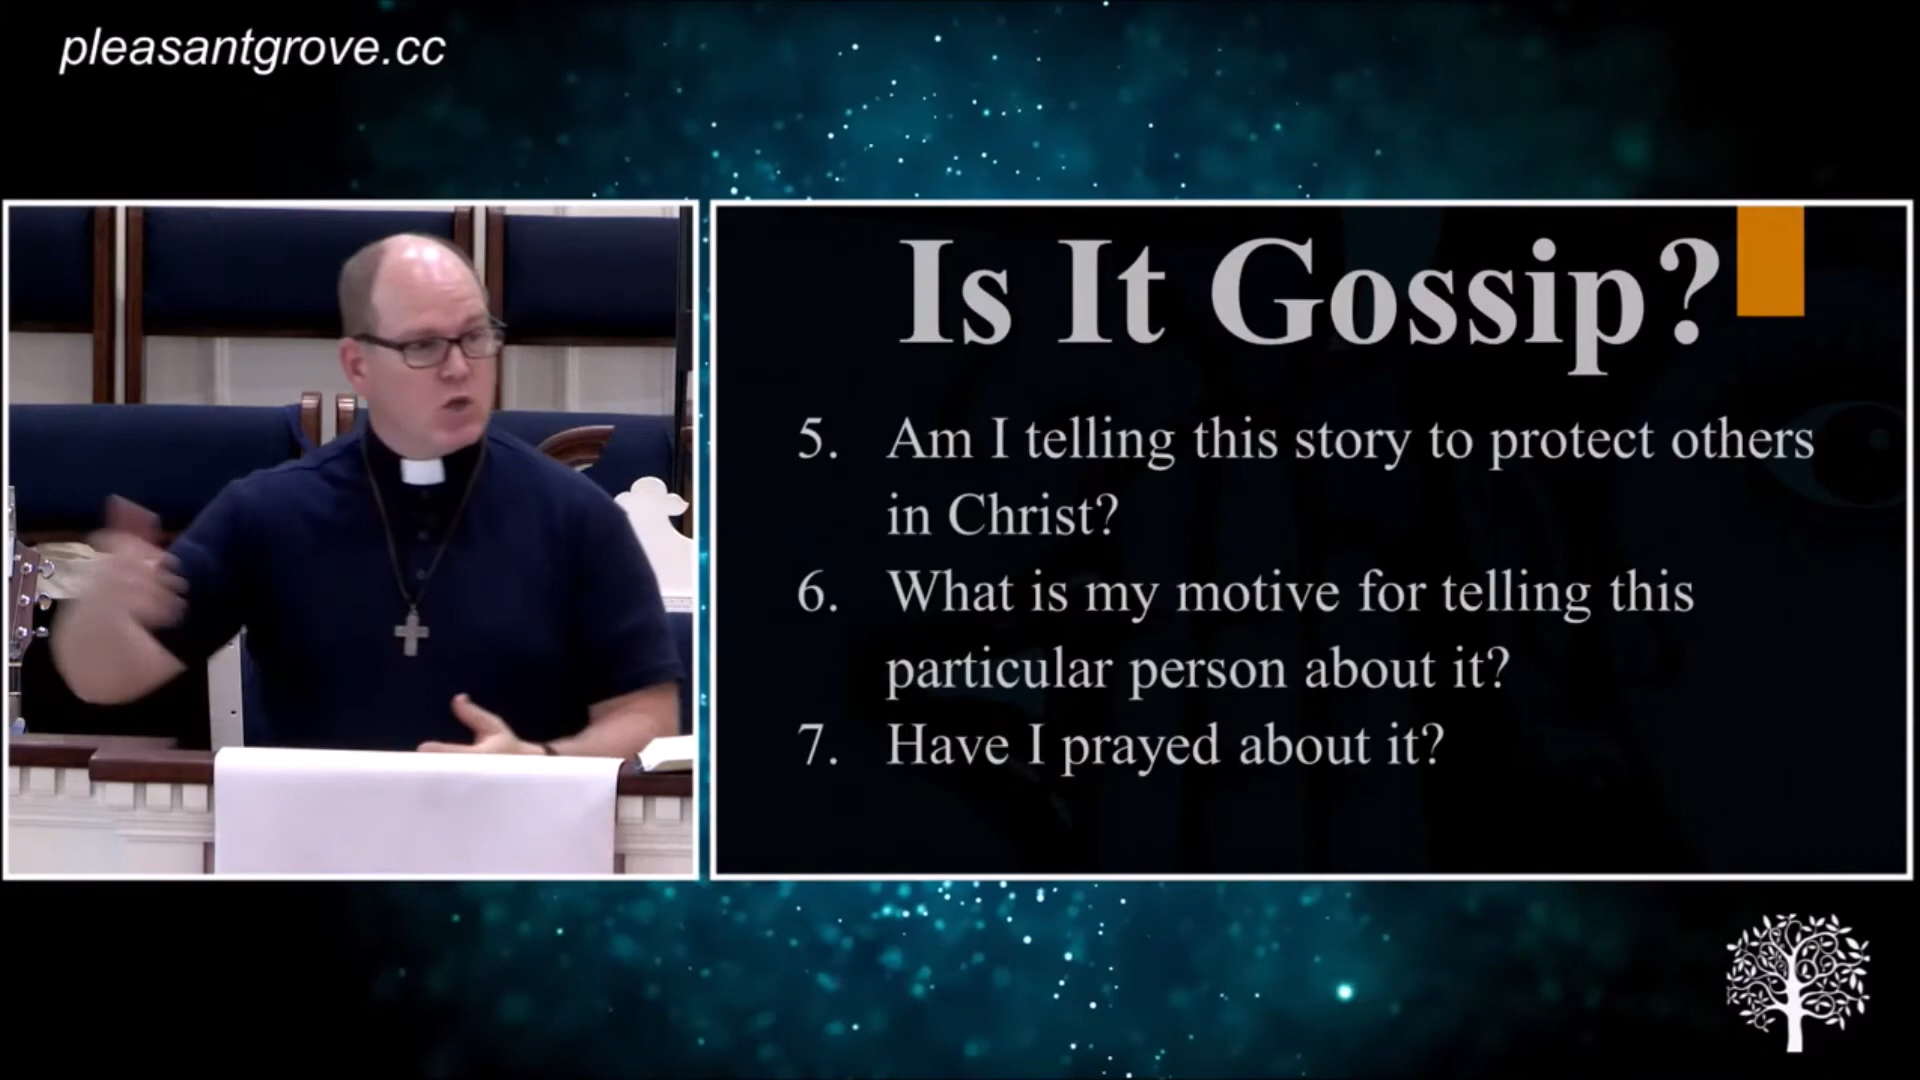 pleasantgrove.cc
Is It Gossip?
5. Am I telling this story to protect others
in Christ?
6. What is my motive for telling this
particular person about it?
7. Have I prayed about it?